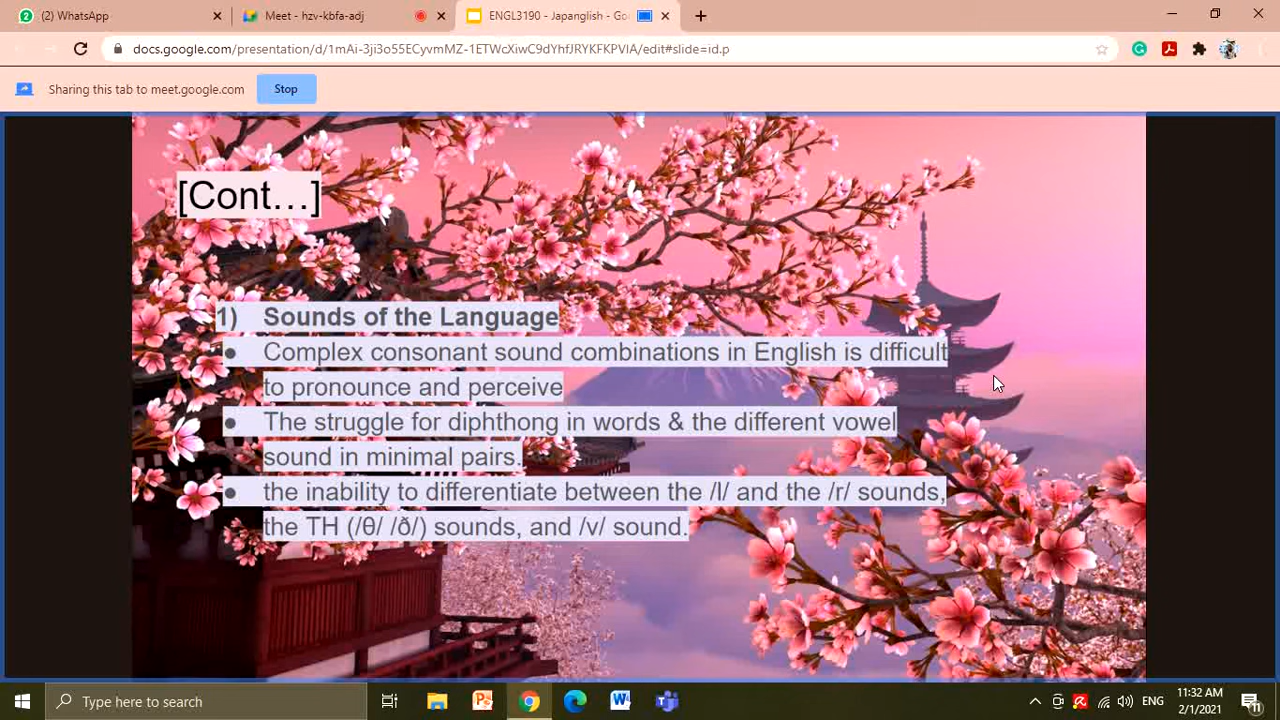 (2) WhatsApp
Meet - hzv-kbfa-adj
ENGL3190 - Japanglish - Go
docs.google.com/presentation/d/1mAi-3ji3o55ECyvmMZ-1ETWcXiwC9dYhfJRYKFKPVIA/edit#slide=id.p
Sharing this tab to meet.google.com
Stop
[Cont…]
1) Sounds of the Language
● Complex consonant sound combinations in English is difficult
to pronounce and perceive
● The struggle for diphthong in words & the different vowel
sound in minimal pairs.
● the inability to differentiate between the /l/ and the /r/ sounds,
the TH (/θ/ /ð/) sounds, and /v/ sound.
Type here to search
ENG
11:32 AM
2/1/2021